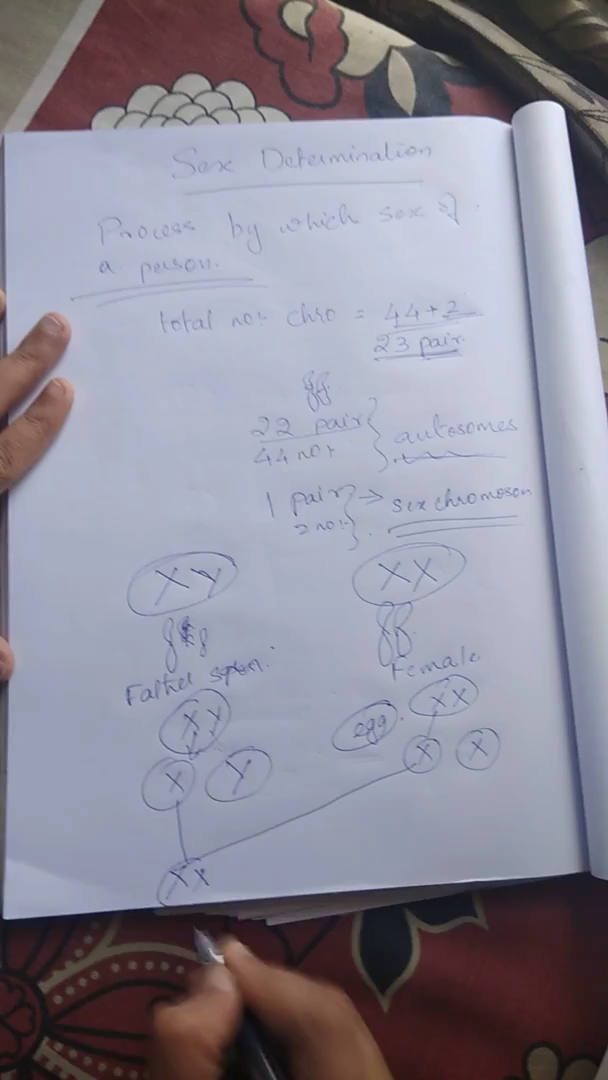 Sex Determination
Process by which sex of
a person.
total no:- chro = 44+2
23 pair
22 pair } autosomes
44 no:
1 pair } → sex chromosom
2 no:-
XY XX
Father Female
XY egg. XX
X Y X X
XX